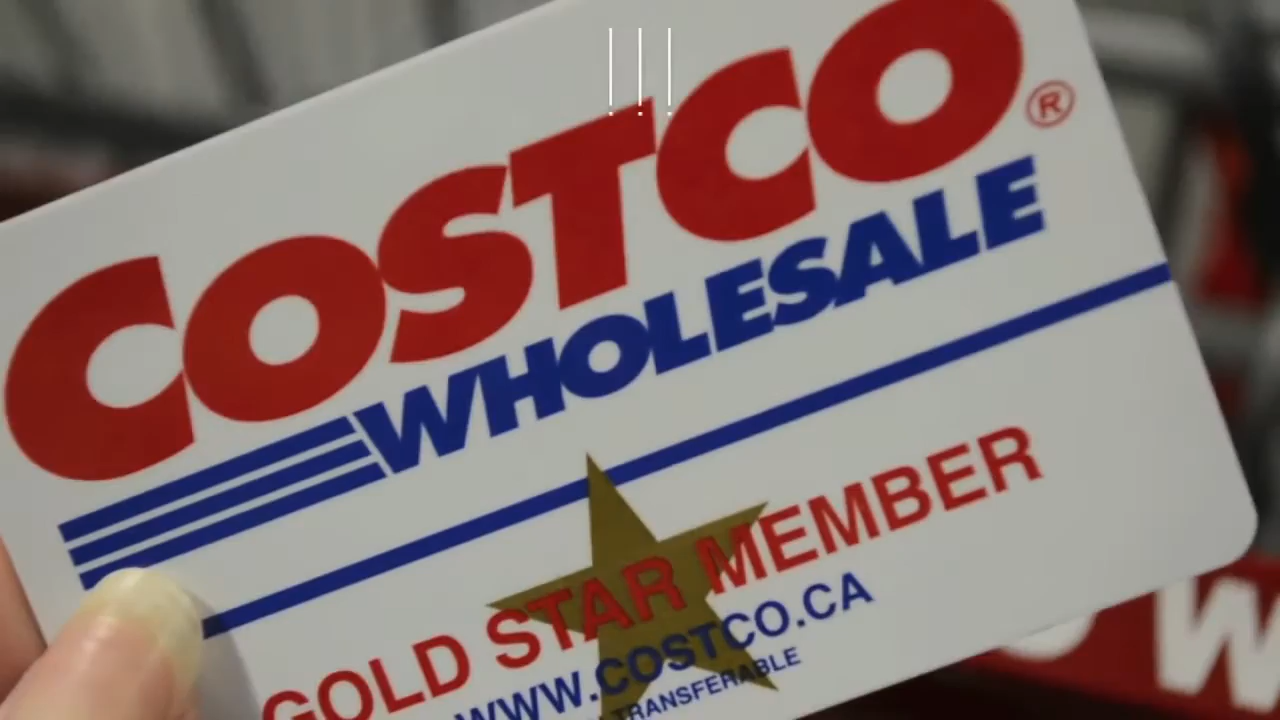 COSTCO®
WHOLESALE
GOLD STAR MEMBER
WWW.COSTCO.CA
TRANSFERABLE
W